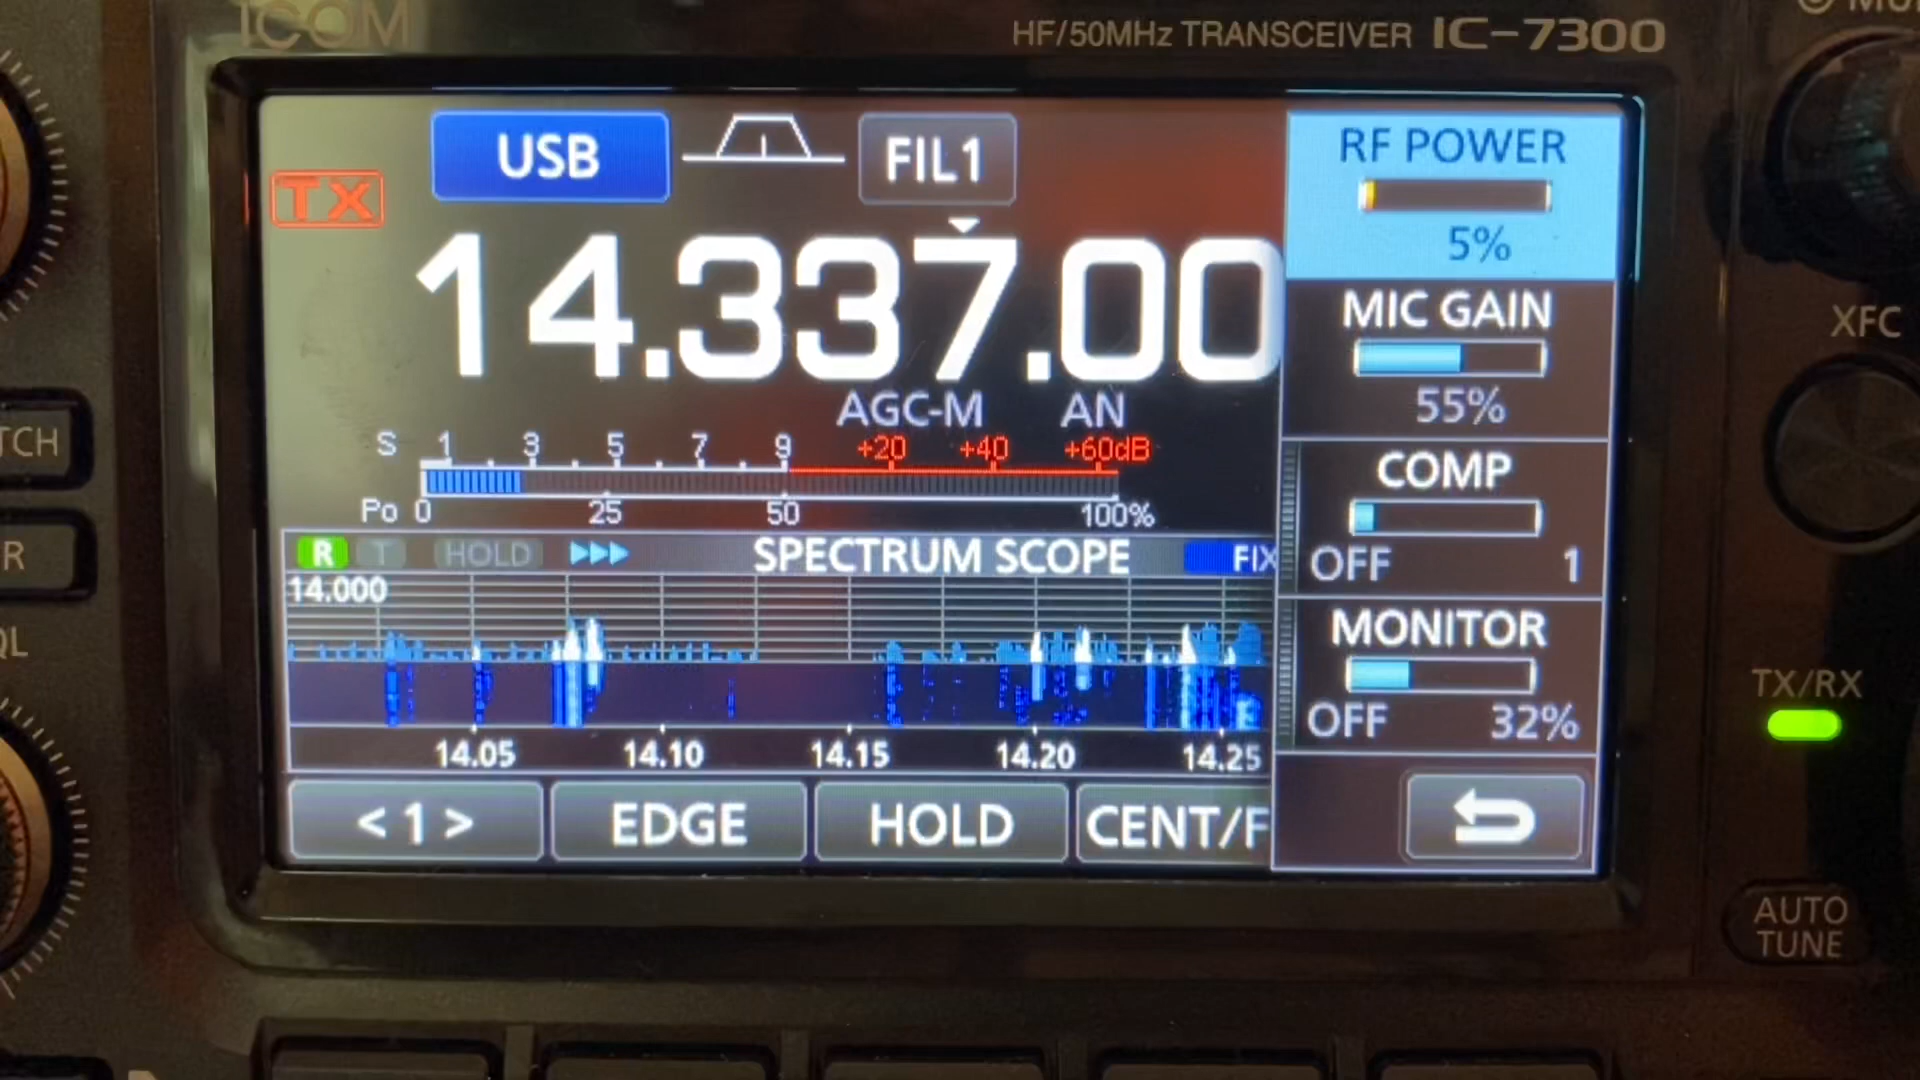 ICOM
HF/50MHz TRANSCEIVER IC-7300
USB
FIL1
TX
14.337.00
AGC-M AN
S 1 3 5 7 9 +20 +40 +60dB
Po 0 25 50 100%
R T HOLD SPECTRUM SCOPE FIX
14.000
14.05 14.10 14.15 14.20 14.25
< 1 > EDGE HOLD CENT/F
RF POWER
5%
MIC GAIN
55%
COMP
OFF 1
MONITOR
OFF 32%
XFC
TX/RX
AUTO
TUNE
TCH
R
QL